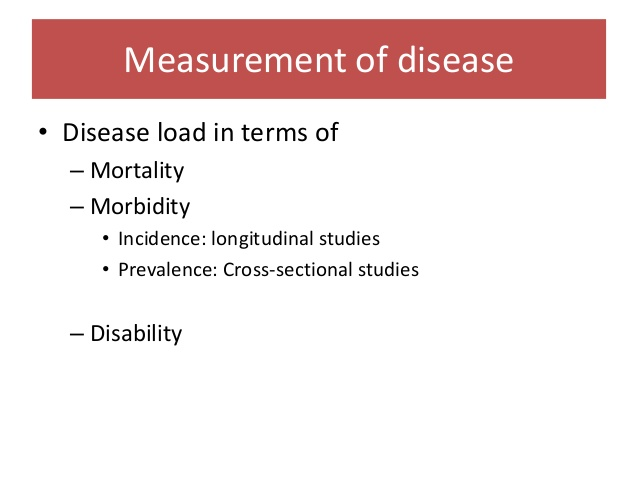 Measurement of disease
• Disease load in terms of
– Mortality
– Morbidity
• Incidence: longitudinal studies
• Prevalence: Cross-sectional studies
– Disability